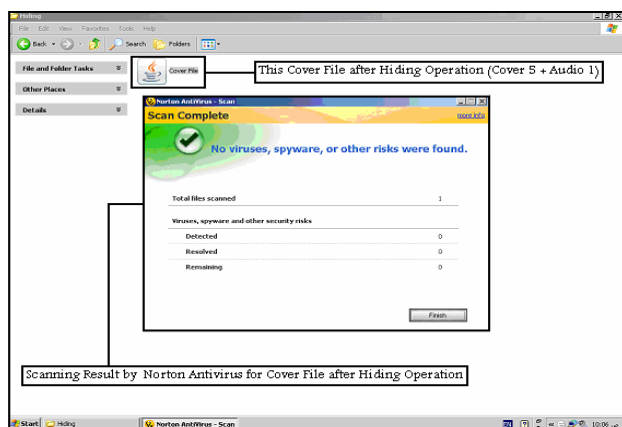 Hiding
File Edit View Favorites Tools Help
Back Search Folders
File and Folder Tasks
Other Places
Details
Cover File
This Cover File after Hiding Operation (Cover 5 + Audio 1)
Norton AntiVirus - Scan
Scan Complete
more info
No viruses, spyware, or other risks were found.
Total files scanned 1
Viruses, spyware and other security risks
Detected 0
Resolved 0
Remaining 0
Finish
Scanning Result by Norton Antivirus for Cover File after Hiding Operation
Start Hiding Norton AntiVirus - Scan EN 10:06